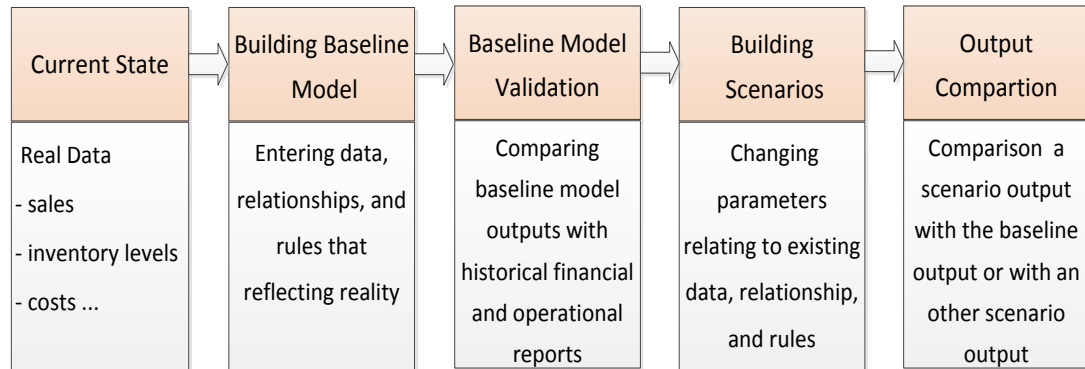 Current State
Real Data
- sales
- inventory levels
- costs ...
Building Baseline
Model
Entering data,
relationships, and
rules that
reflecting reality
Baseline Model
Validation
Comparing
baseline model
outputs with
historical financial
and operational
reports
Building
Scenarios
Changing
parameters
relating to existing
data, relationship,
and rules
Output
Compartion
Comparison a
scenario output
with the baseline
output or with an
other scenario
output